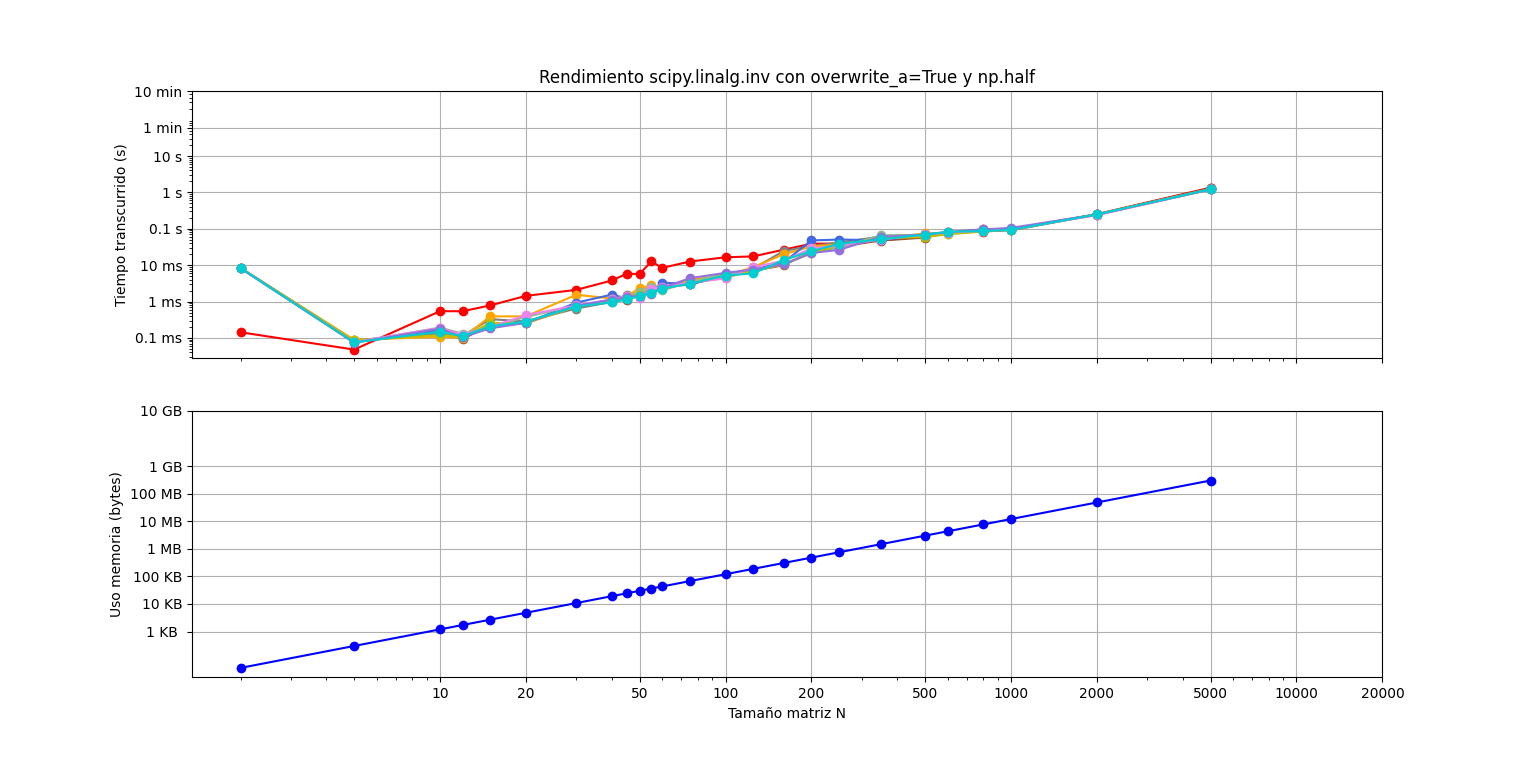 Rendimiento scipy.linalg.inv con overwrite_a=True y np.half
10 min
1 min
10 s
1 s
0.1 s
10 ms
1 ms
0.1 ms
Tiempo transcurrido (s)
10 GB
1 GB
100 MB
10 MB
1 MB
100 KB
10 KB
1 KB
Uso memoria (bytes)
10 20 50 100 200 500 1000 2000 5000 10000 20000
Tamaño matriz N